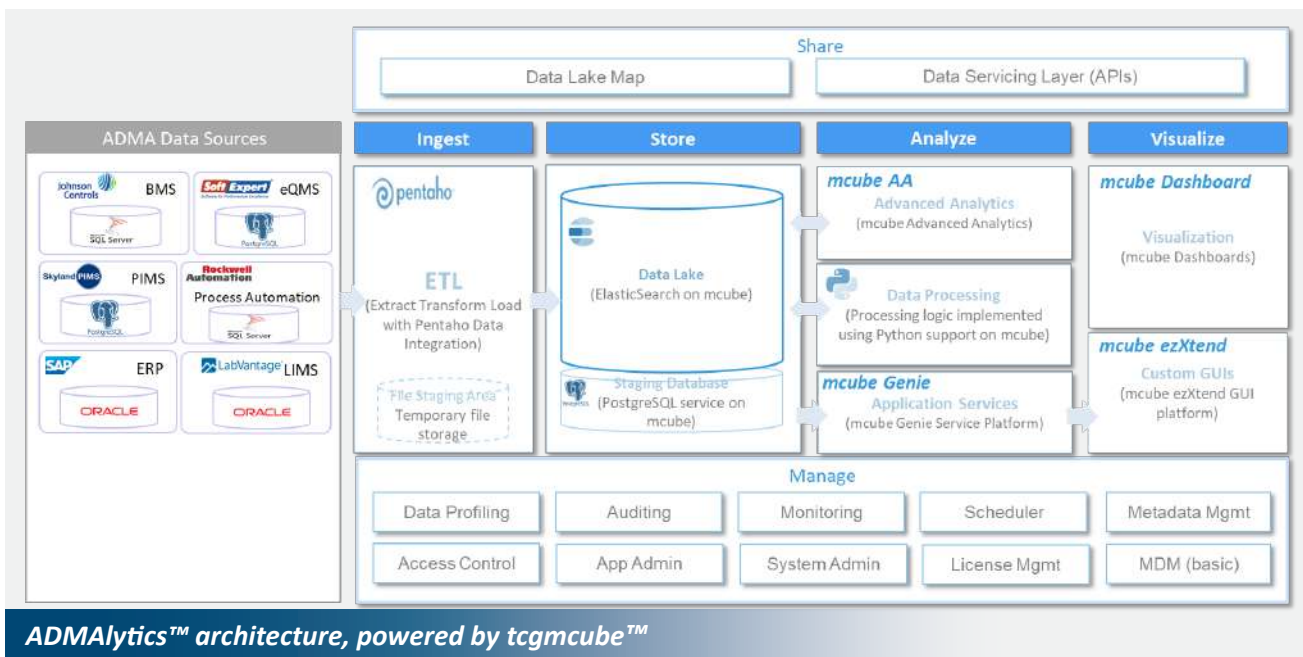 Share
Data Lake Map
Data Servicing Layer (APIs)
ADMA Data Sources
Ingest
Store
Analyze
Visualize
Johnson Controls
BMS
SQL Server
Soft Expert
eQMS
PostgreSQL
Skyland PIMS
PIMS
PostgreSQL
Rockwell
Automation
Process Automation
SQL Server
SAP
ERP
ORACLE
LabVantage
LIMS
ORACLE
pentaho
ETL
(Extract Transform Load
with Pentaho Data
Integration)
File Staging Area
Temporary file
storage
Data Lake
(ElasticSearch on mcube)
Staging Database
(PostgreSQL service on
mcube)
mcube AA
Advanced Analytics
(mcube Advanced Analytics)
Data Processing
(Processing logic implemented
using Python support on mcube)
mcube Genie
Application Services
(mcube Genie Service Platform)
mcube Dashboard
Visualization
(mcube Dashboards)
mcube ezXtend
Custom GUIs
(mcube ezXtend GUI
platform)
Manage
Data Profiling
Auditing
Monitoring
Scheduler
Metadata Mgmt
Access Control
App Admin
System Admin
License Mgmt
MDM (basic)
ADMAlytics™ architecture, powered by tcgmcube™